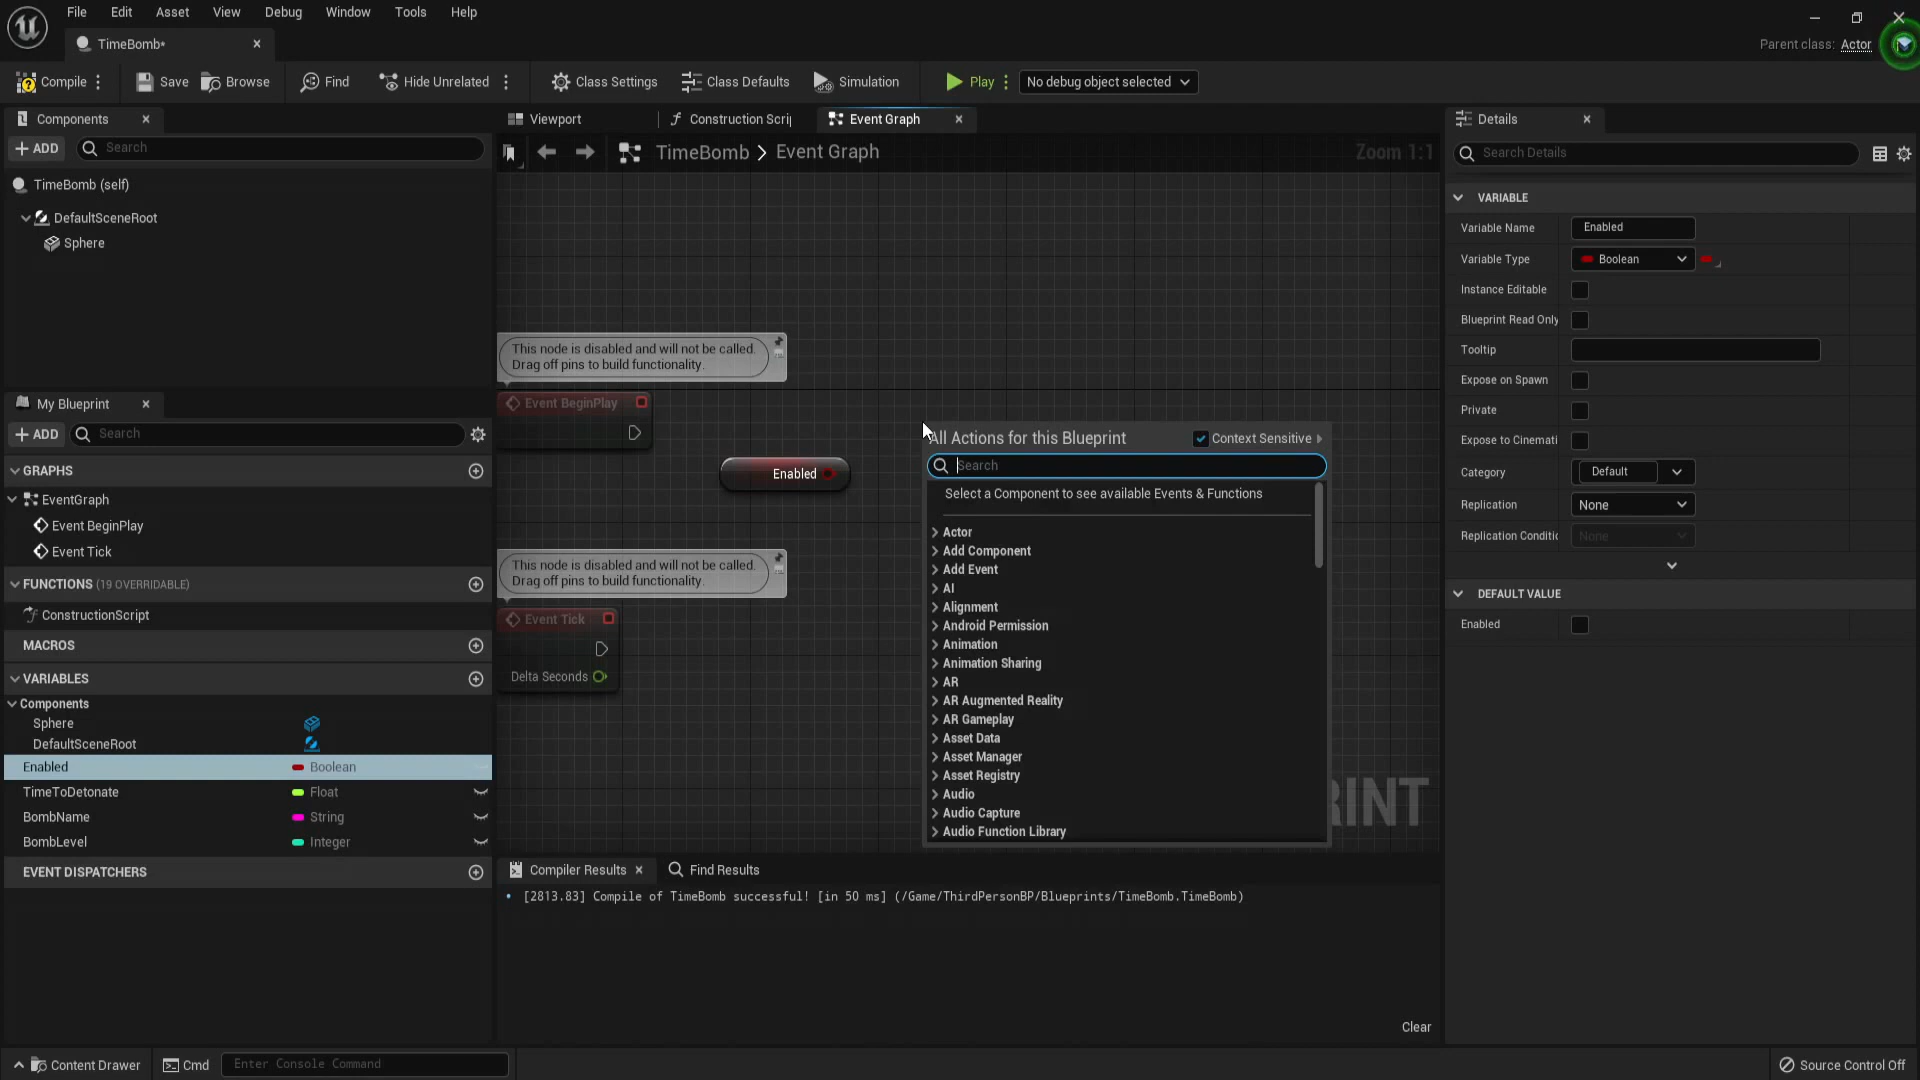 File Edit Asset View Debug Window Tools Help
TimeBomb*
Parent class: Actor
Compile Save Browse Find Hide Unrelated Class Settings Class Defaults Simulation Play No debug object selected
Components
ADD Search
TimeBomb (self)
DefaultSceneRoot
Sphere
My Blueprint
ADD Search
GRAPHS
EventGraph
Event BeginPlay
Event Tick
FUNCTIONS (19 OVERRIDABLE)
ConstructionScript
MACROS
VARIABLES
Components
Sphere
DefaultSceneRoot
Enabled Boolean
TimeToDetonate Float
BombName String
BombLevel Integer
EVENT DISPATCHERS
Viewport Construction Scrip Event Graph
TimeBomb > Event Graph Zoom 1:1
This node is disabled and will not be called.
Drag off pins to build functionality.
Event BeginPlay
Enabled
This node is disabled and will not be called.
Drag off pins to build functionality.
Event Tick
Delta Seconds
All Actions for this Blueprint Context Sensitive
Search
Select a Component to see available Events & Functions
Actor
Add Component
Add Event
AI
Alignment
Android Permission
Animation
Animation Sharing
AR
AR Augmented Reality
AR Gameplay
Asset Data
Asset Manager
Asset Registry
Audio
Audio Capture
Audio Function Library
RINT
Compiler Results Find Results
[2813.83] Compile of TimeBomb successful! [in 50 ms] (/Game/ThirdPersonBP/Blueprints/TimeBomb.TimeBomb)
Clear
Details
Search Details
VARIABLE
Variable Name Enabled
Variable Type Boolean
Instance Editable
Blueprint Read Only
Tooltip
Expose on Spawn
Private
Expose to Cinemati
Category Default
Replication None
Replication Conditic None
DEFAULT VALUE
Enabled
Content Drawer Cmd Enter Console Command Source Control Off